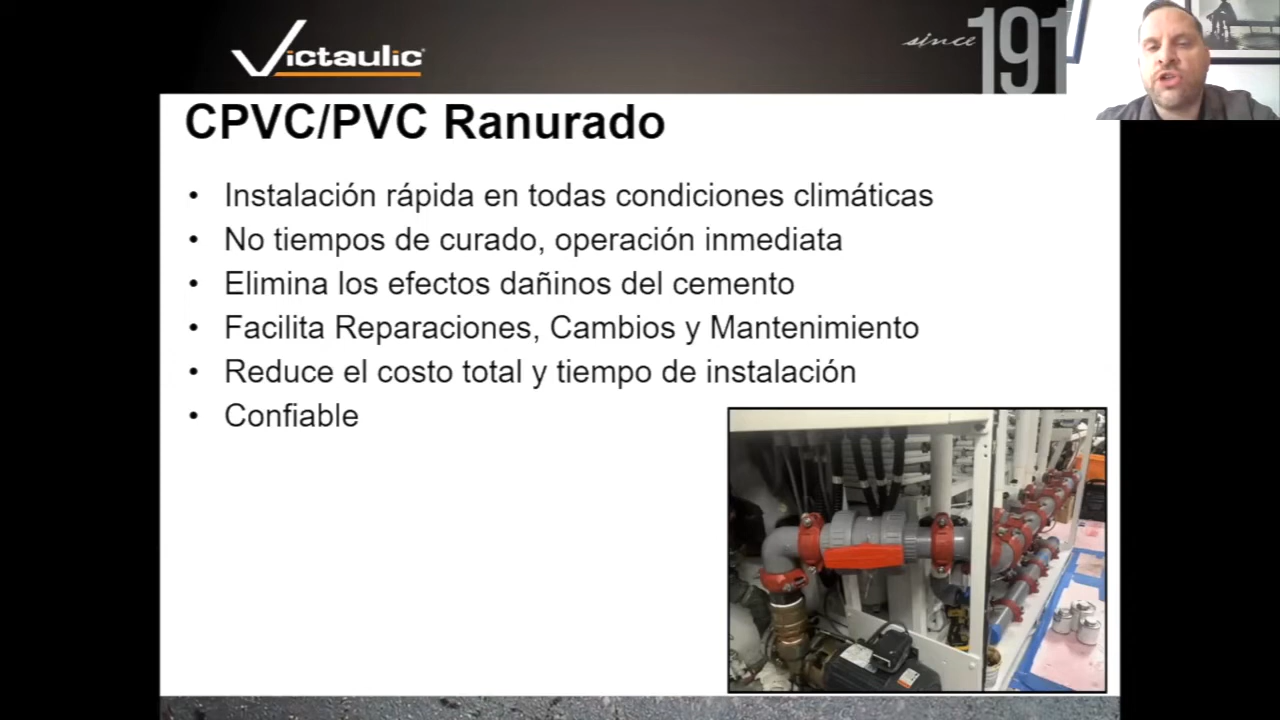 Victaulic
since 191
CPVC/PVC Ranurado
• Instalación rápida en todas condiciones climáticas
• No tiempos de curado, operación inmediata
• Elimina los efectos dañinos del cemento
• Facilita Reparaciones, Cambios y Mantenimiento
• Reduce el costo total y tiempo de instalación
• Confiable